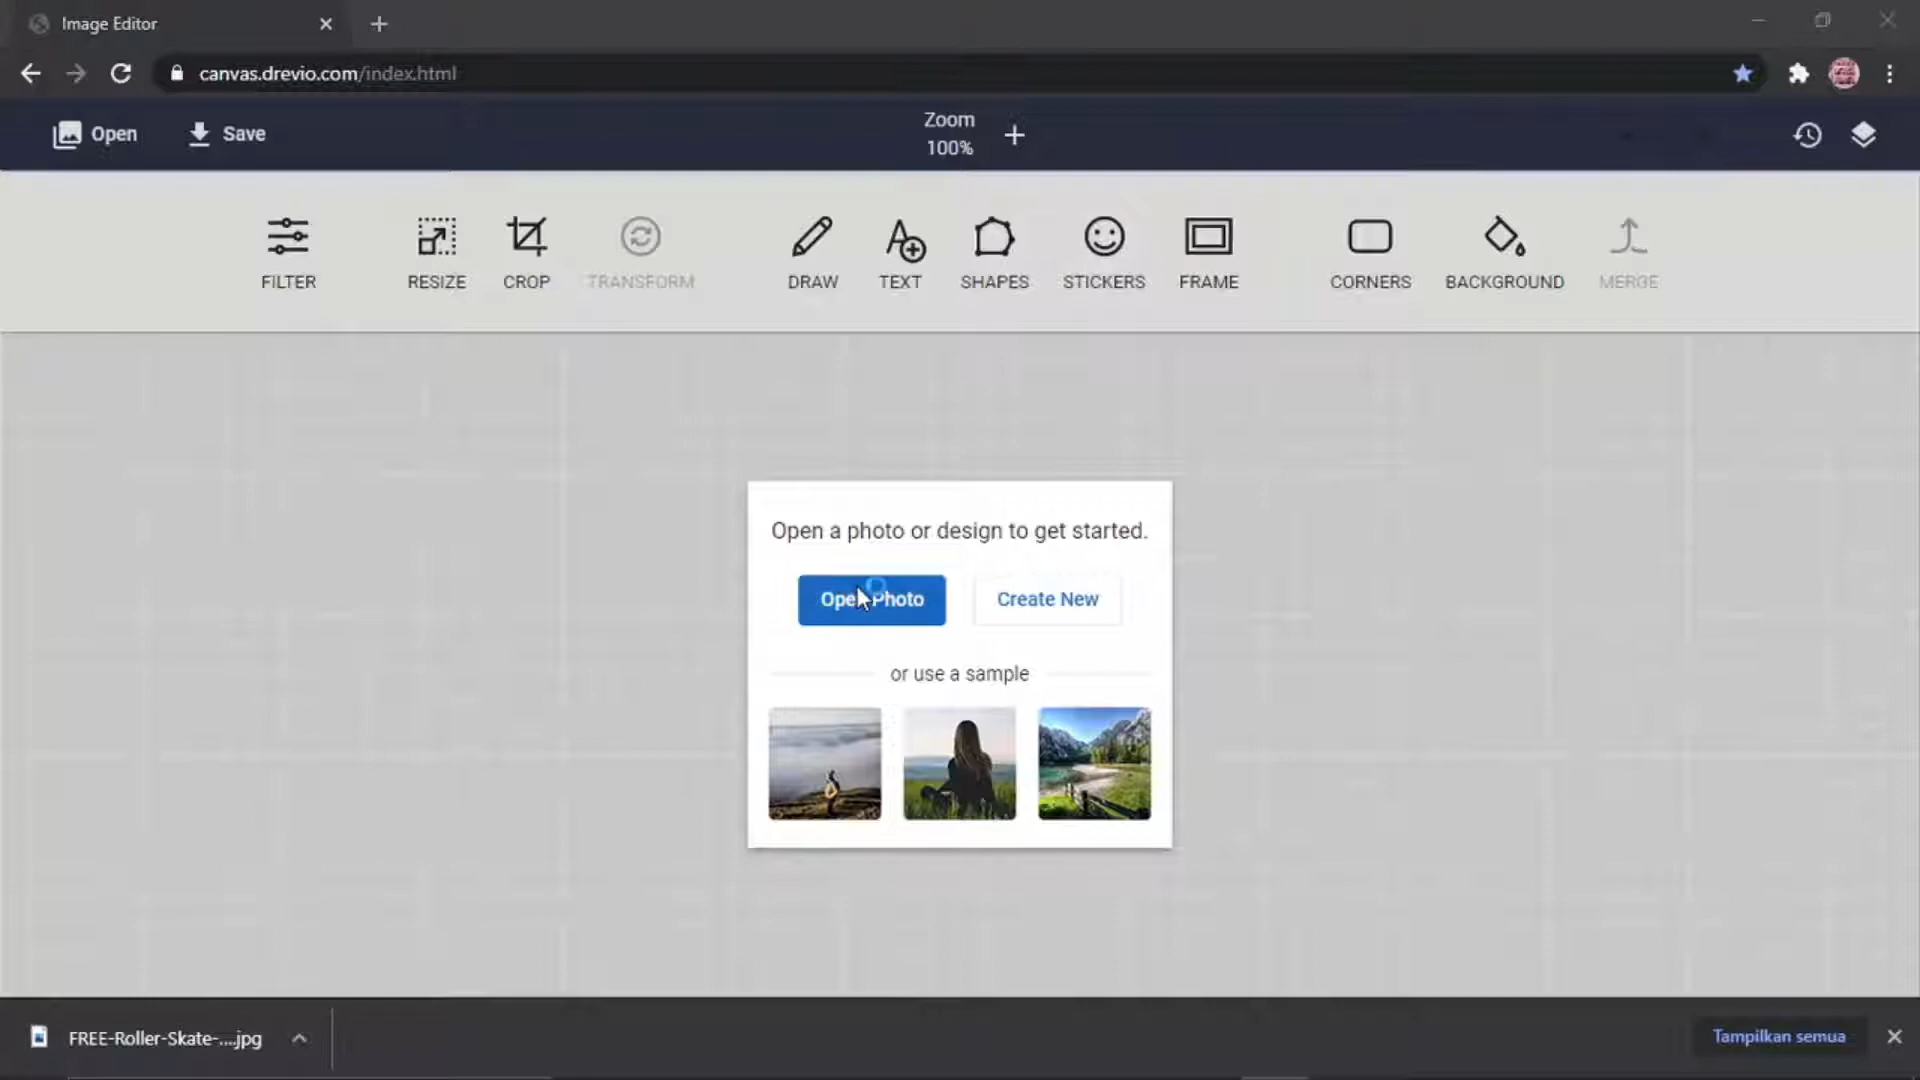 Image Editor
canvas.drevio.com/index.html
Open
Save
Zoom
100%
FILTER
RESIZE
CROP
TRANSFORM
DRAW
TEXT
SHAPES
STICKERS
FRAME
CORNERS
BACKGROUND
MERGE
Open a photo or design to get started.
Open Photo
Create New
or use a sample
FREE-Roller-Skate-....jpg
Tampilkan semua